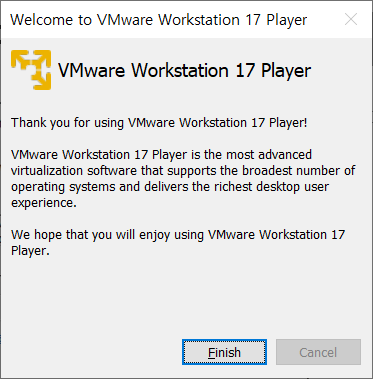 Welcome to VMware Workstation 17 Player
VMware Workstation 17 Player
Thank you for using VMware Workstation 17 Player!
VMware Workstation 17 Player is the most advanced
virtualization software that supports the broadest number of
operating systems and delivers the richest desktop user
experience.
We hope that you will enjoy using VMware Workstation 17
Player.
Finish
Cancel